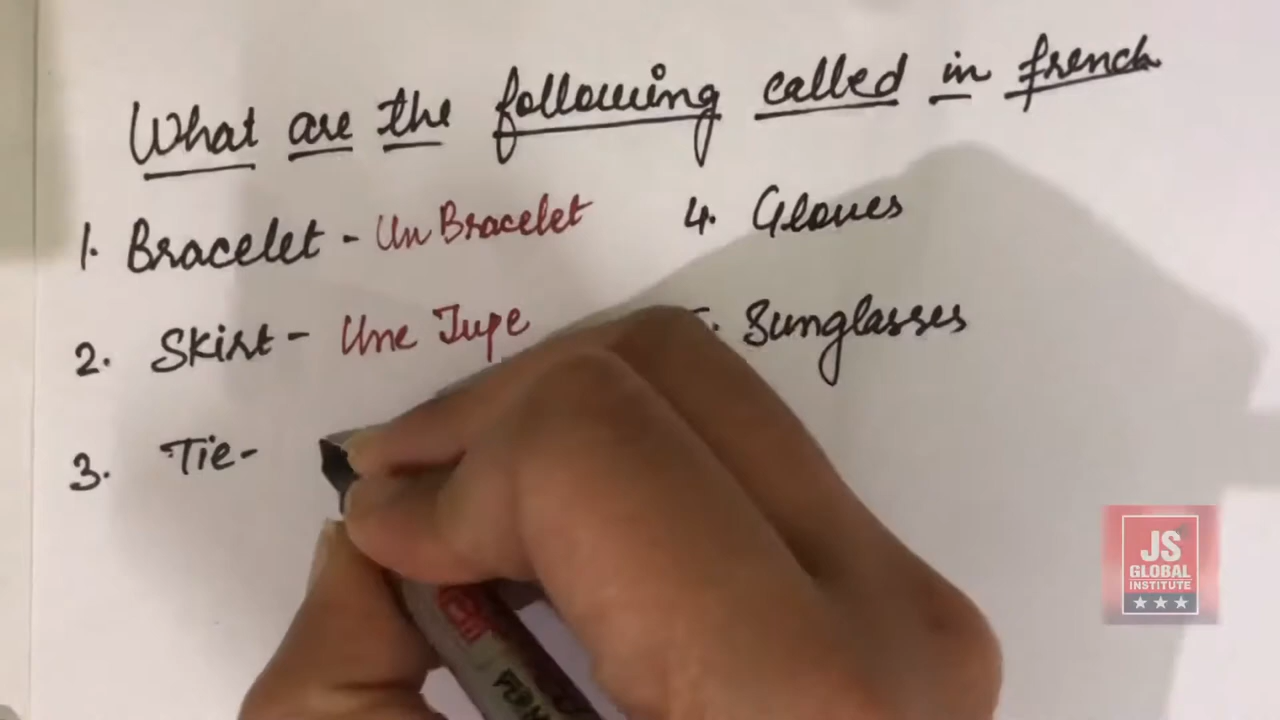 What are the following called in french
1. Bracelet - Un Bracelet
2. Skirt - Une Jupe
3. Tie-
4. Gloves
5. Sunglasses
JS
GLOBAL
INSTITUTE